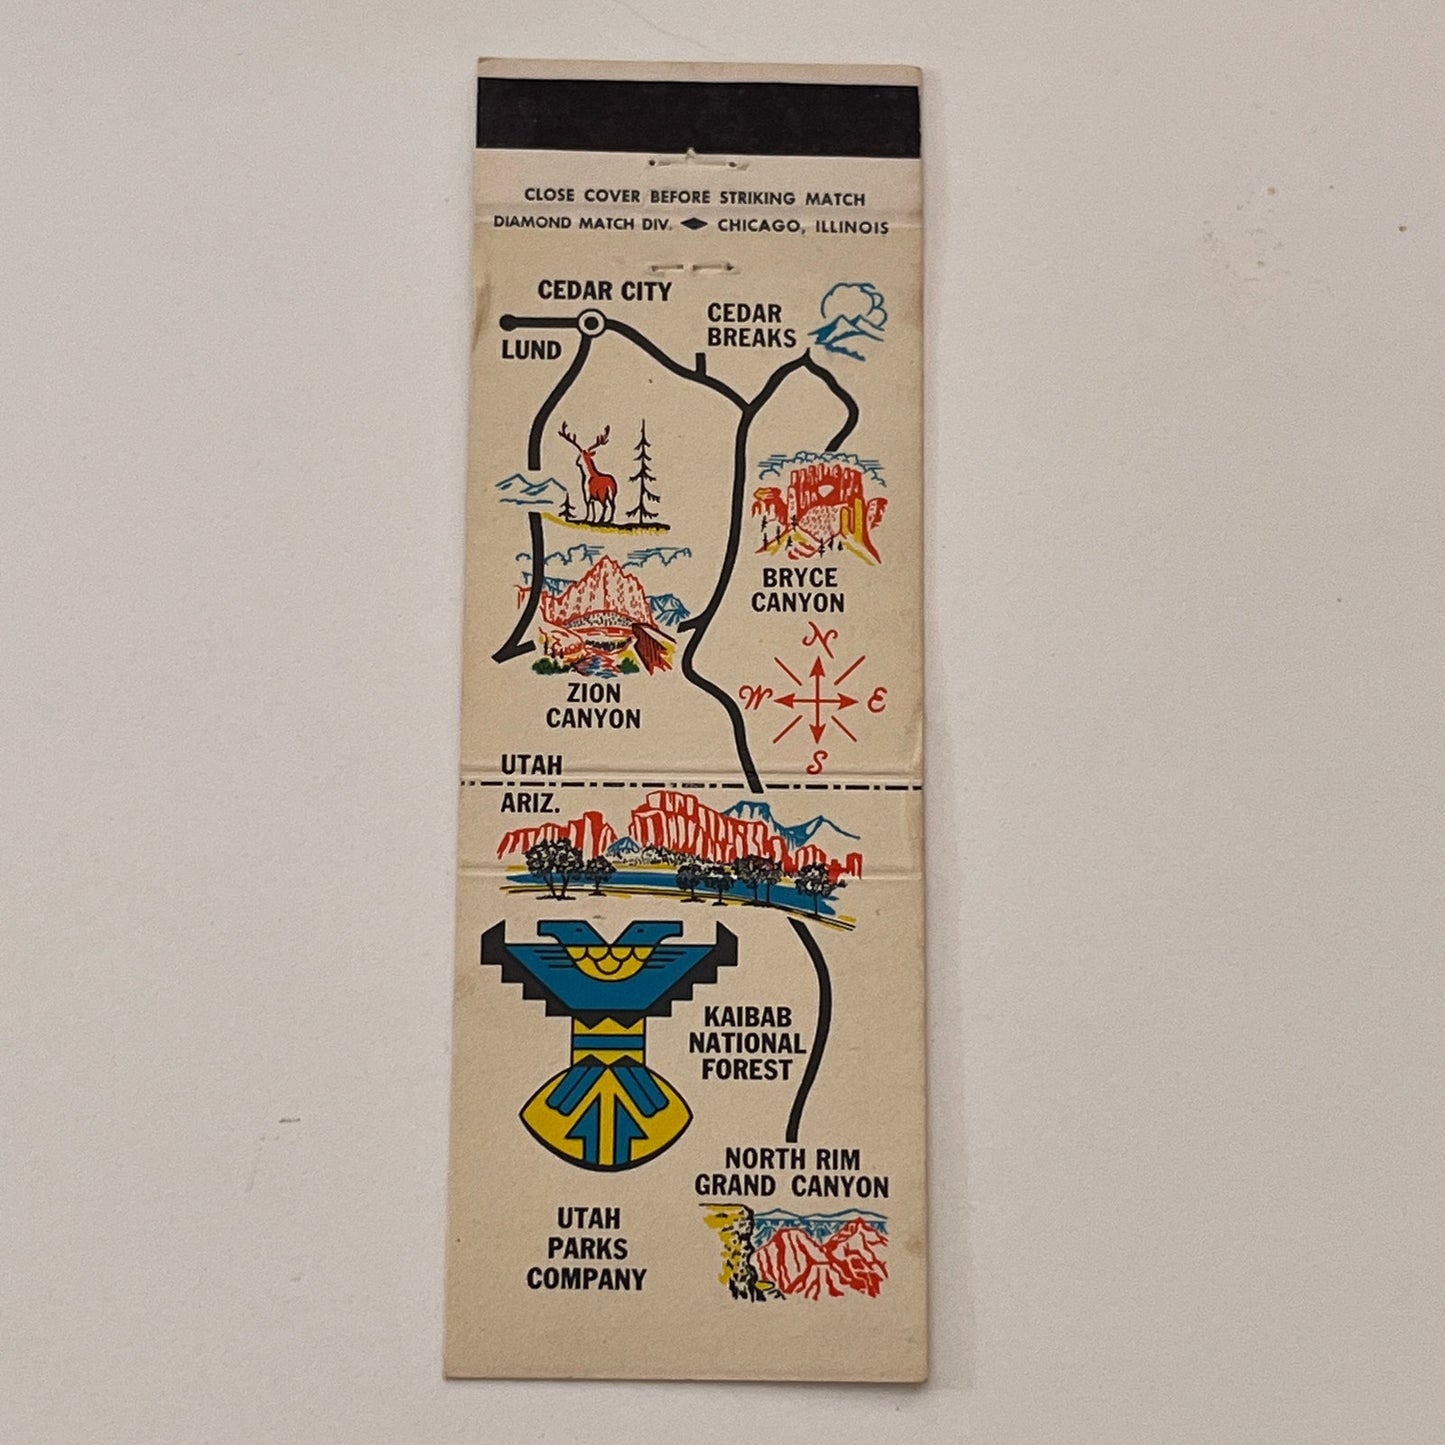 CLOSE COVER BEFORE STRIKING MATCH
DIAMOND MATCH DIV. CHICAGO, ILLINOIS
CEDAR CITY
LUND
CEDAR
BREAKS
BRYCE
CANYON
N
W E
S
ZION
CANYON
UTAH
ARIZ.
KAIBAB
NATIONAL
FOREST
NORTH RIM
GRAND CANYON
UTAH
PARKS
COMPANY